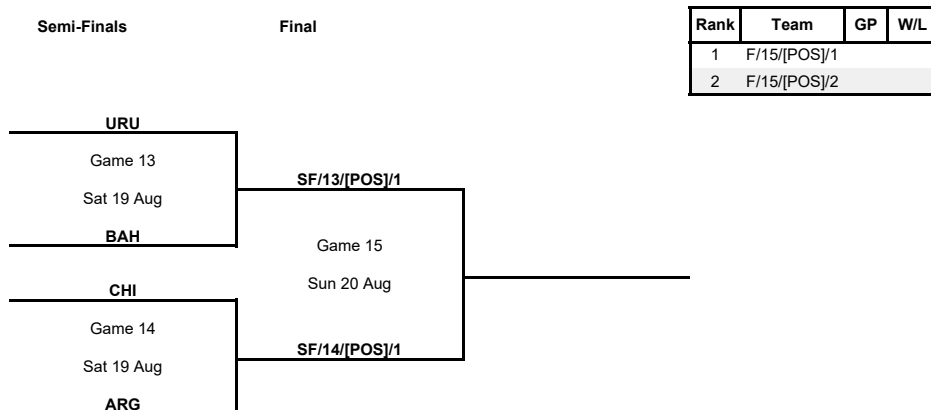 Semi-Finals Final
Rank Team GP W/L
1 F/15/[POS]/1
2 F/15/[POS]/2
URU
Game 13
SF/13/[POS]/1
Sat 19 Aug
BAH
Game 15
Sun 20 Aug
CHI
Game 14
SF/14/[POS]/1
Sat 19 Aug
ARG